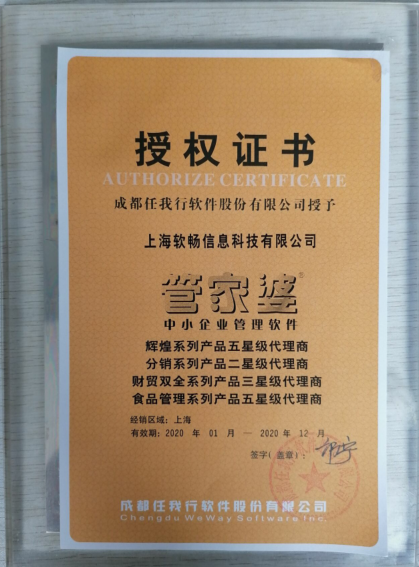 授权证书
AUTHORIZE CERTIFICATE
成都任我行软件股份有限公司授予
上海软畅信息科技有限公司
管家婆®
中小企业管理软件
辉煌系列产品五星级代理商
分销系列产品二星级代理商
财贸双全系列产品三星级代理商
食品管理系列产品五星级代理商
经销区域：上海
有效期：2020 年 01 月 — 2020 年 12 月
签字（盖章）：
成都任我行软件股份有限公司
Chengdu WeWay Software Inc.